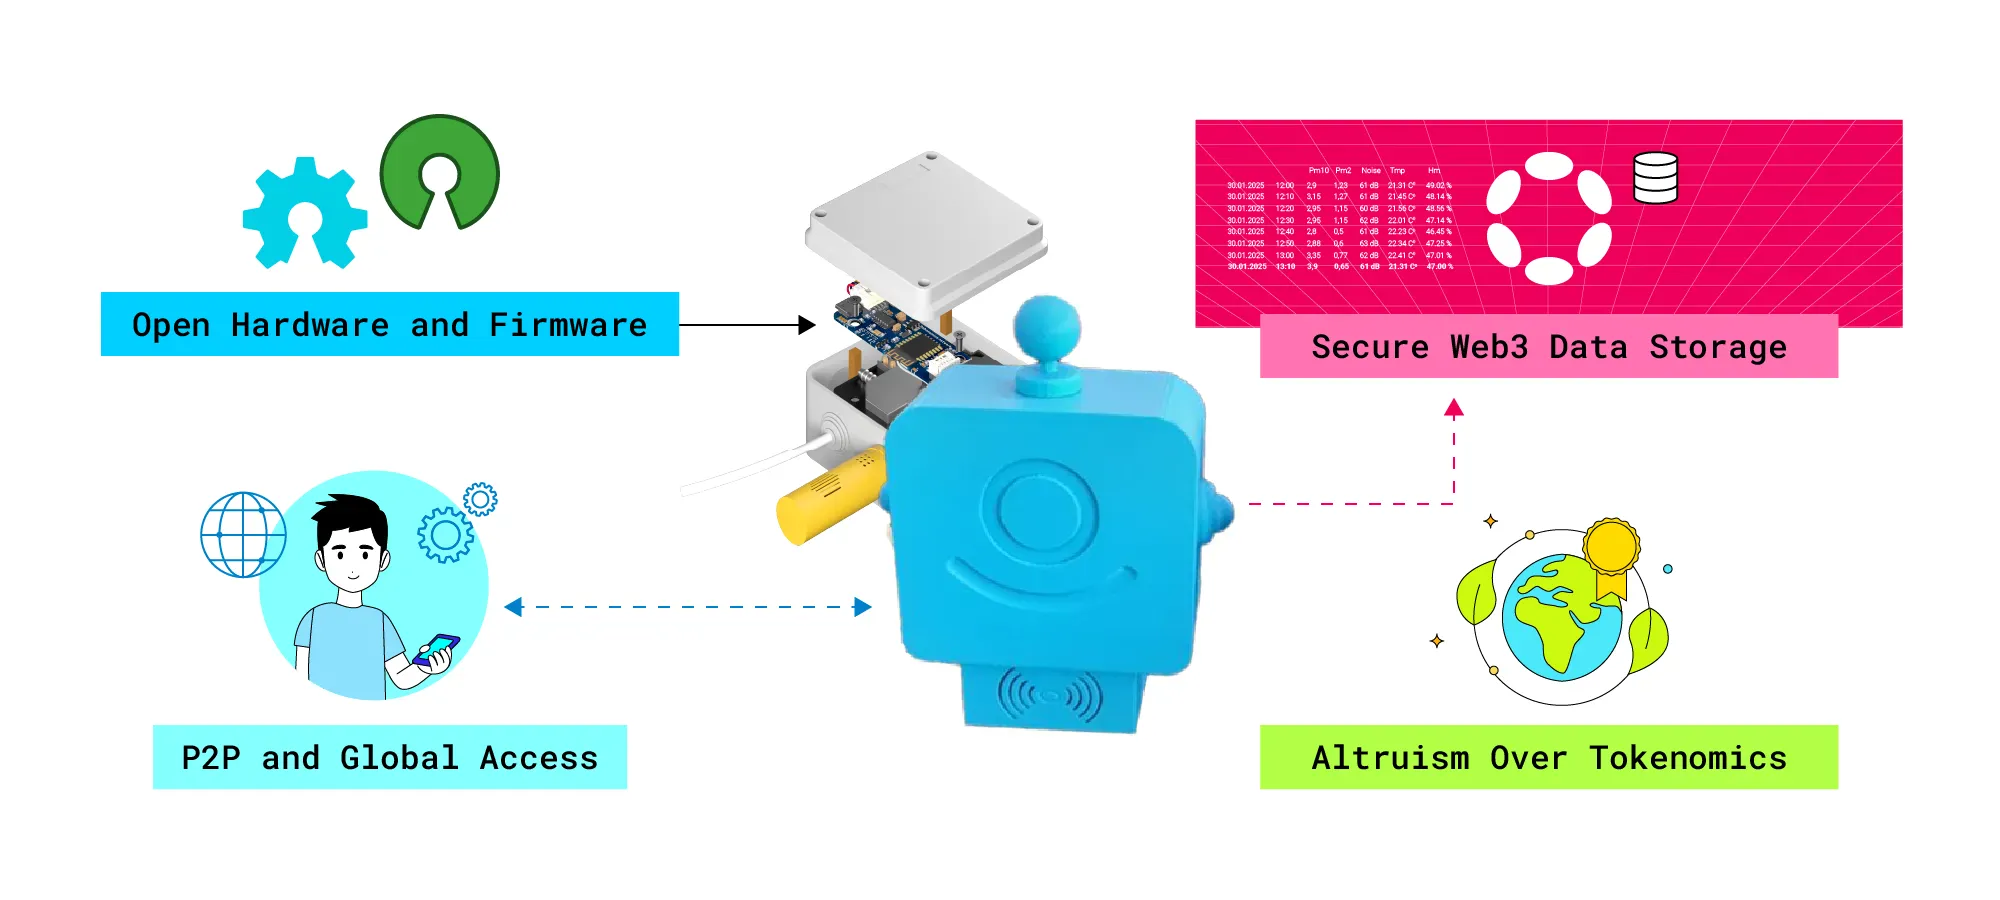 Open Hardware and Firmware
Pm10 Pm2 Noise Tmp Hm
30.01.2025 12:00 2,9 1,23 61 dB 21.31 C° 49.02 %
30.01.2025 12:10 3,15 1,27 61 dB 21.45 C° 48.14 %
30.01.2025 12:20 2,95 1,15 60 dB 21.56 C° 48.56 %
30.01.2025 12:30 2,95 1,15 62 dB 22.01 C° 47.14 %
30.01.2025 12:40 2,8 0,5 61 dB 22.23 C° 46.45 %
30.01.2025 12:50 2,88 0,6 63 dB 22.34 C° 47.25 %
30.01.2025 13:00 3,35 0,77 62 dB 22.41 C° 47.01 %
30.01.2025 13:10 3,9 0,65 61 dB 21.31 C° 47.00 %
Secure Web3 Data Storage
P2P and Global Access
Altruism Over Tokenomics